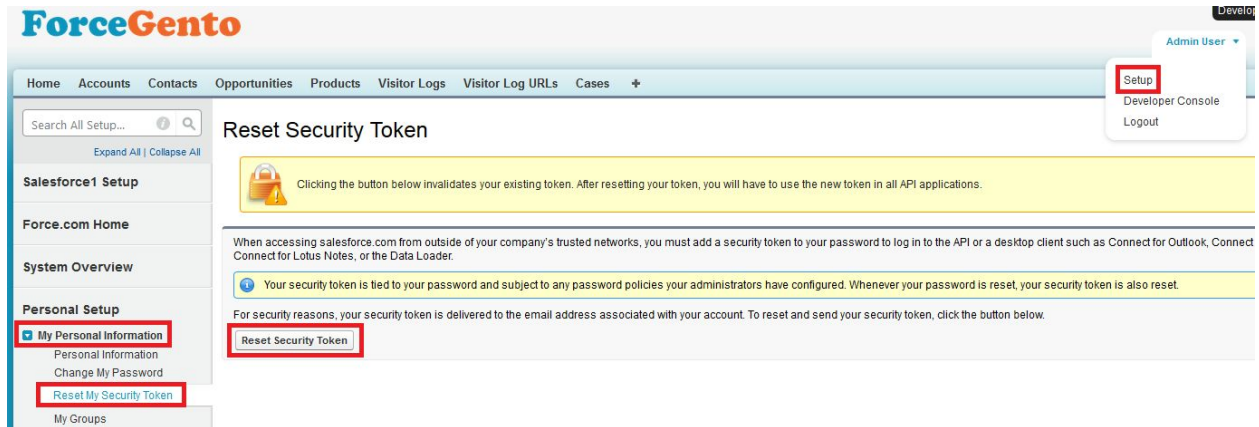 ForceGento
Admin User
Setup
Developer Console
Logout
Home Accounts Contacts Opportunities Products Visitor Logs Visitor Log URLs Cases +
Search All Setup...
Expand All | Collapse All
Salesforce1 Setup
Force.com Home
System Overview
Personal Setup
My Personal Information
Personal Information
Change My Password
Reset My Security Token
My Groups
Reset Security Token
Clicking the button below invalidates your existing token. After resetting your token, you will have to use the new token in all API applications.
When accessing salesforce.com from outside of your company's trusted networks, you must add a security token to your password to log in to the API or a desktop client such as Connect for Outlook, Connect
Connect for Lotus Notes, or the Data Loader.
Your security token is tied to your password and subject to any password policies your administrators have configured. Whenever your password is reset, your security token is also reset.
For security reasons, your security token is delivered to the email address associated with your account. To reset and send your security token, click the button below.
Reset Security Token